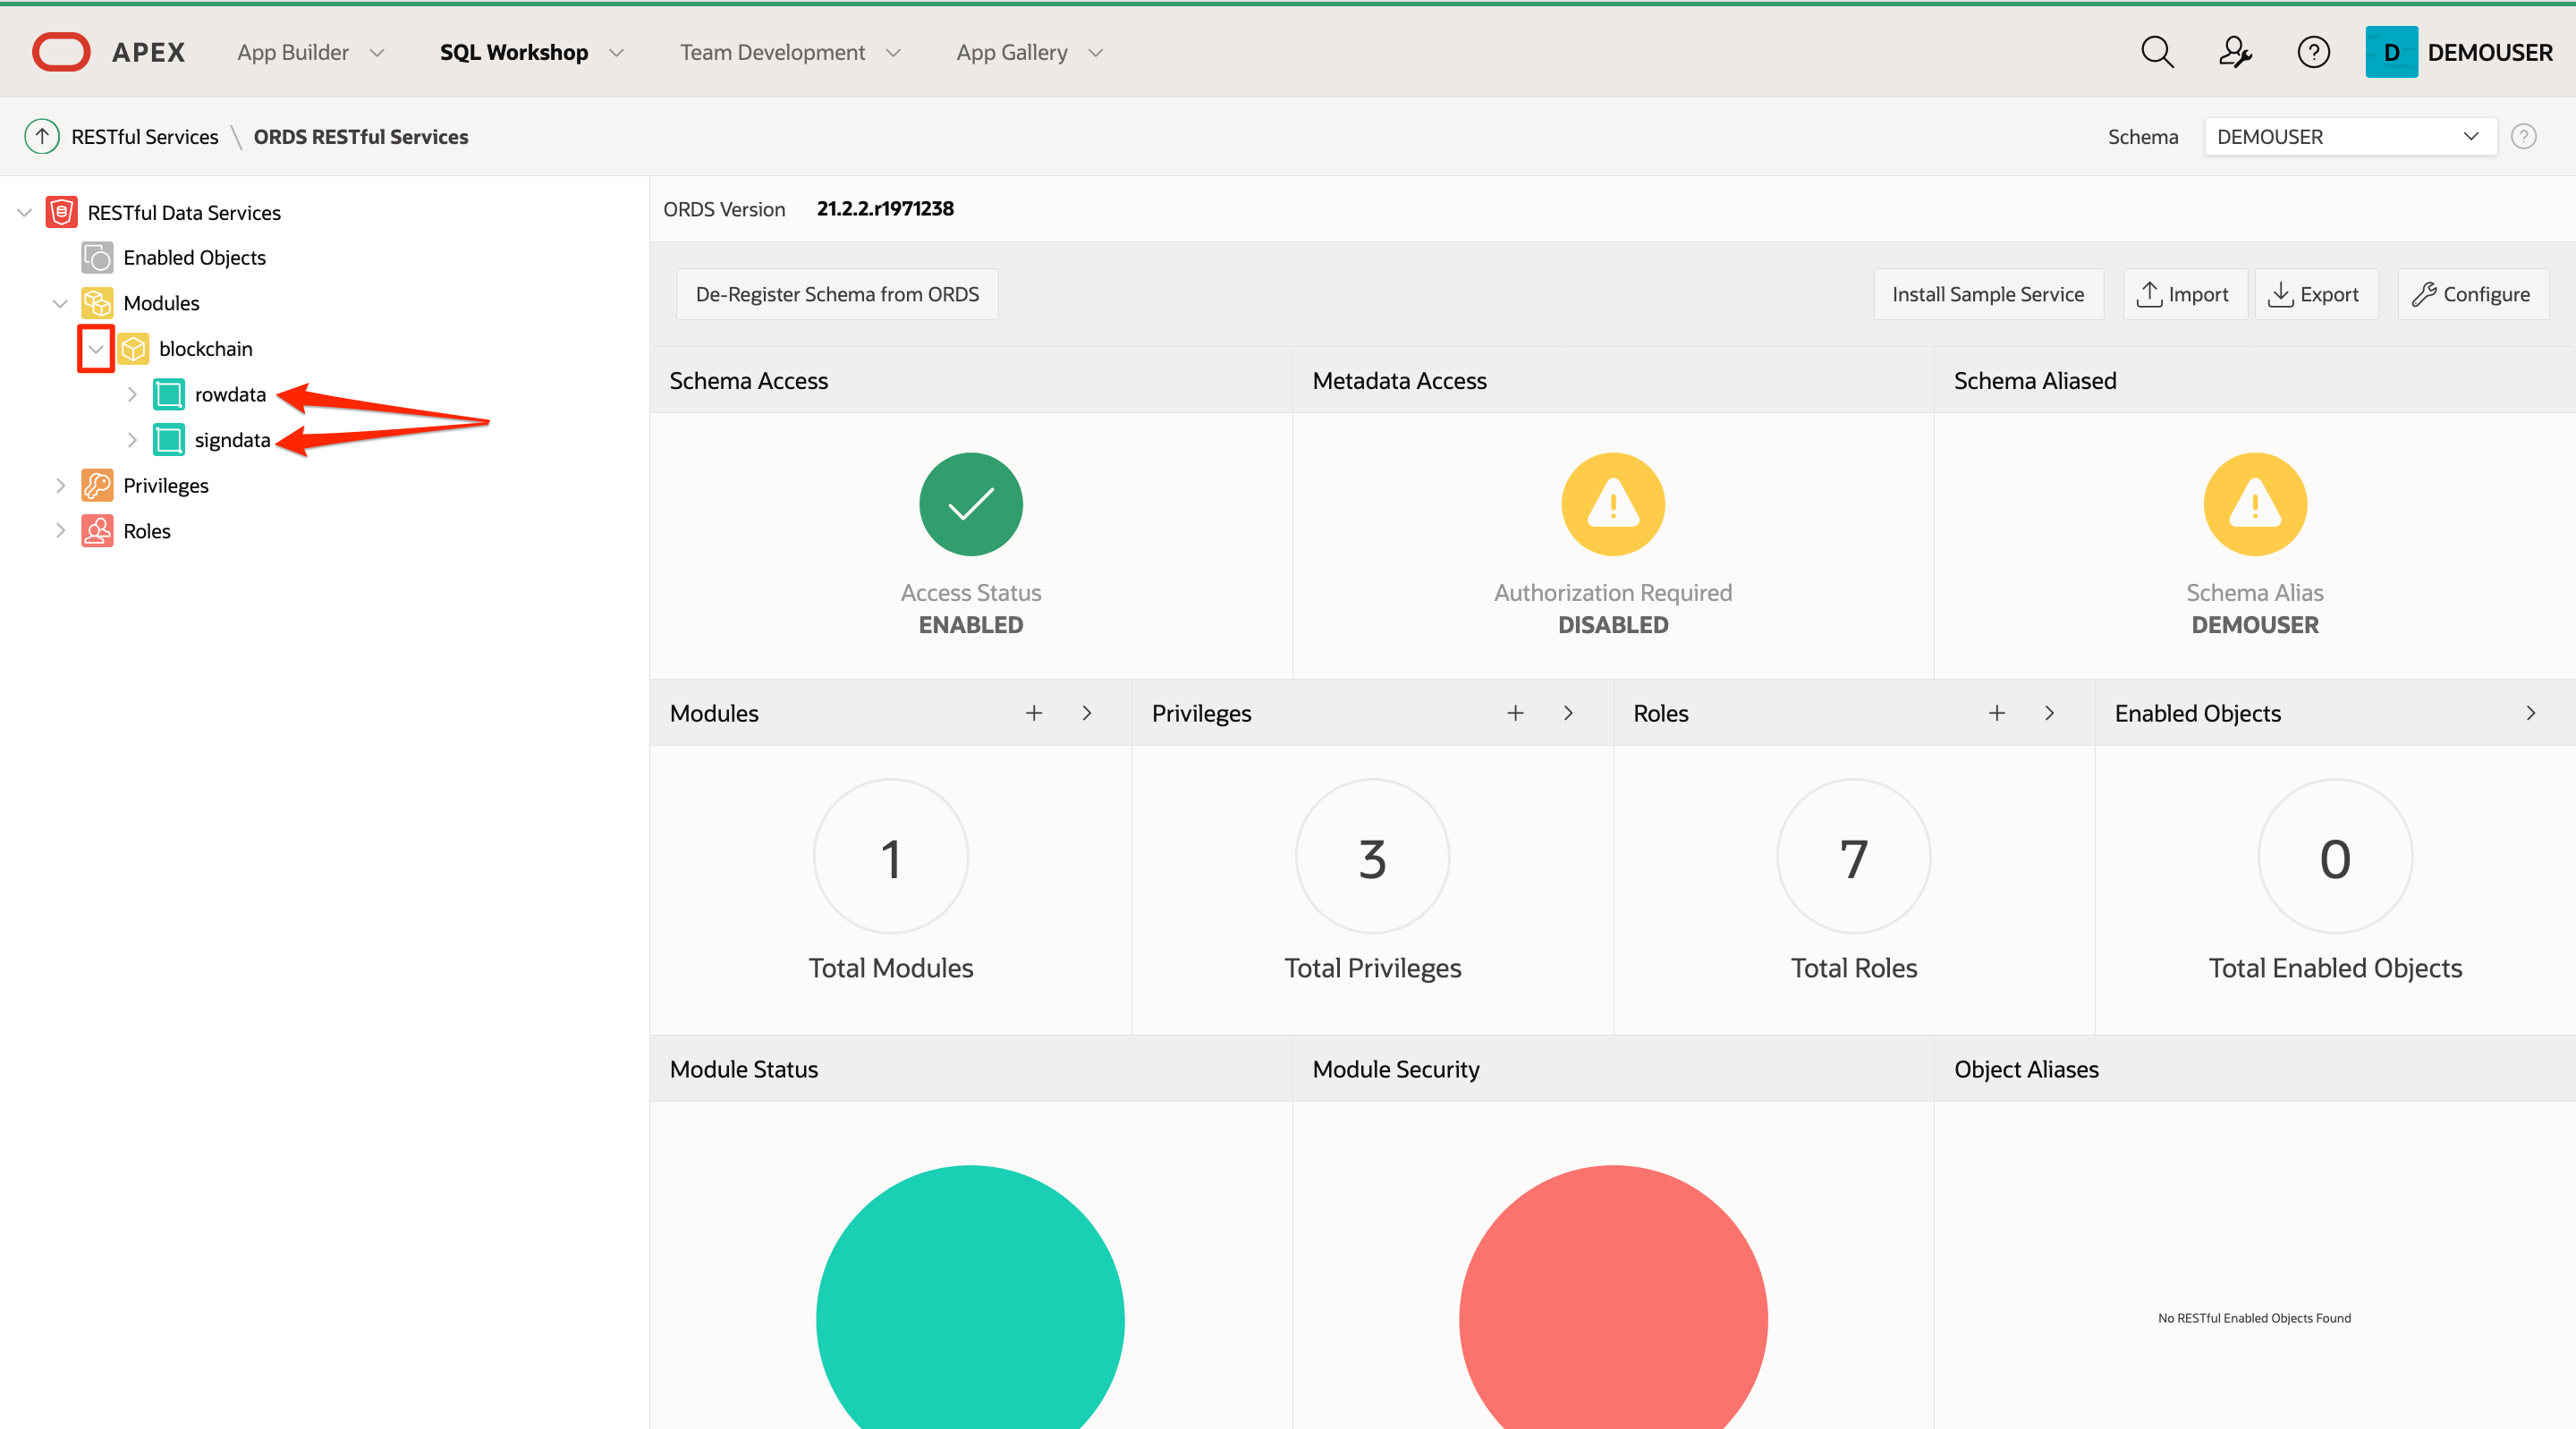 APEX App Builder SQL Workshop Team Development App Gallery D DEMOUSER
RESTful Services \ ORDS RESTful Services Schema DEMOUSER
RESTful Data Services
Enabled Objects
Modules
blockchain
rowdata
signdata
Privileges
Roles
ORDS Version 21.2.2.r1971238
De-Register Schema from ORDS Install Sample Service Import Export Configure
Schema Access Metadata Access Schema Aliased
Access Status Authorization Required Schema Alias
ENABLED DISABLED DEMOUSER
Modules Privileges Roles Enabled Objects
1 3 7 0
Total Modules Total Privileges Total Roles Total Enabled Objects
Module Status Module Security Object Aliases
No RESTful Enabled Objects Found